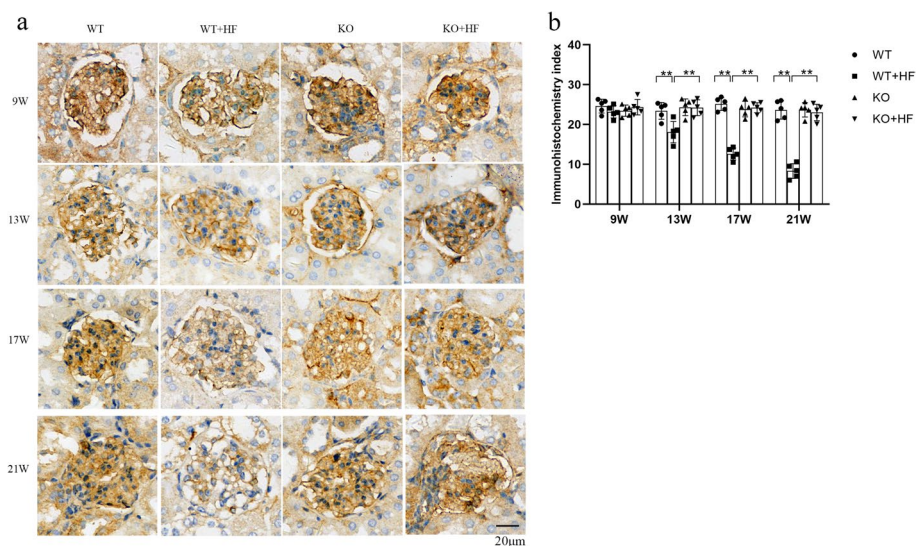 a
WT WT+HF KO KO+HF
9W
13W
17W
21W
20μm
b
Immunohistochemistry index
40
30
20
10
0
** ** ** ** ** **
9W 13W 17W 21W
WT
WT+HF
KO
KO+HF